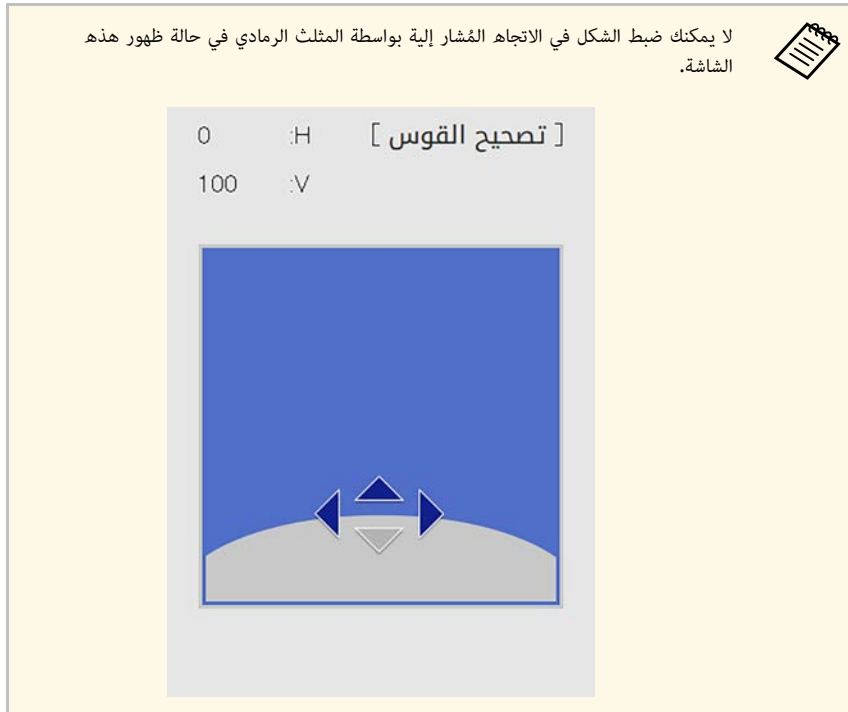 لا يمكنك ضبط الشكل في الاتجاه المُشار إلية بواسطة المثلث الرمادي في حالة ظهور هذه
الشاشة.
[ تصحيح القوس ] H: 0
V: 100